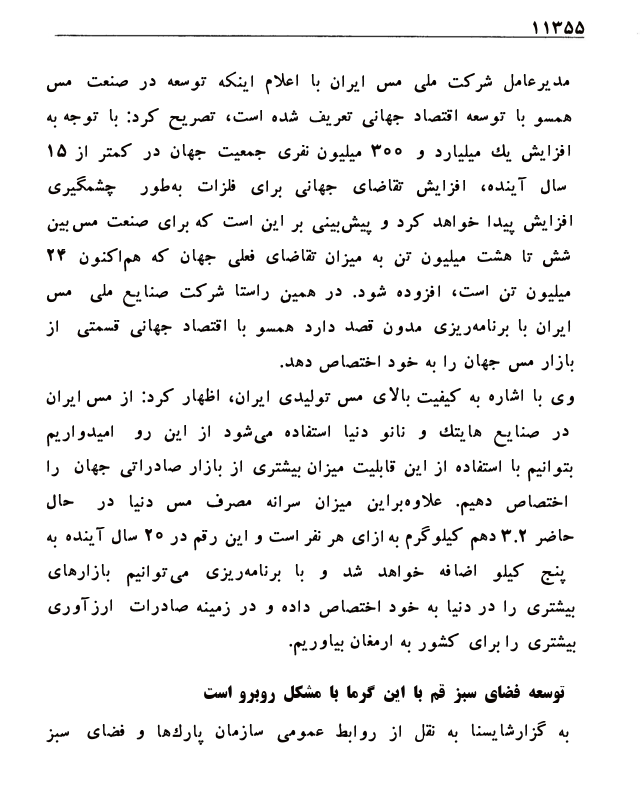 ۱۱۳۵۵
مدیرعامل شرکت ملی مس ایران با اعلام اینکه توسعه در صنعت مس
همسو با توسعه اقتصاد جهانی تعریف شده است، تصریح کرد: با توجه به
افزایش یك میلیارد و ۳۰۰ میلیون نفری جمعیت جهان در کمتر از ۱۵
سال آینده، افزایش تقاضای جهانی برای فلزات به‌طور چشمگیری
افزایش پیدا خواهد کرد و پیش‌بینی بر این است که برای صنعت مس‌بین
شش تا هشت میلیون تن به میزان تقاضای فعلی جهان که هم‌اکنون ۲۴
میلیون تن است، افزوده شود. در همین راستا شرکت صنایع ملی مس
ایران با برنامه‌ریزی مدون قصد دارد همسو با اقتصاد جهانی قسمتی از
بازار مس جهان را به خود اختصاص دهد.
وی با اشاره به کیفیت بالای مس تولیدی ایران، اظهار کرد: از مس ایران
در صنایع هایتك و نانو دنیا استفاده می‌شود از این رو امیدواریم
بتوانیم با استفاده از این قابلیت میزان بیشتری از بازار صادراتی جهان را
اختصاص دهیم. علاوه‌براین میزان سرانه مصرف مس دنیا در حال
حاضر ۳.۲ دهم کیلوگرم به ازای هر نفر است و این رقم در ۲۰ سال آینده به
پنج کیلو اضافه خواهد شد و با برنامه‌ریزی می‌توانیم بازارهای
بیشتری را در دنیا به خود اختصاص داده و در زمینه صادرات ارزآوری
بیشتری را برای کشور به ارمغان بیاوریم.
توسعه فضای سبز قم با این گرما با مشکل روبرو است
به گزارشایسنا به نقل از روابط عمومی سازمان پارك‌ها و فضای سبز